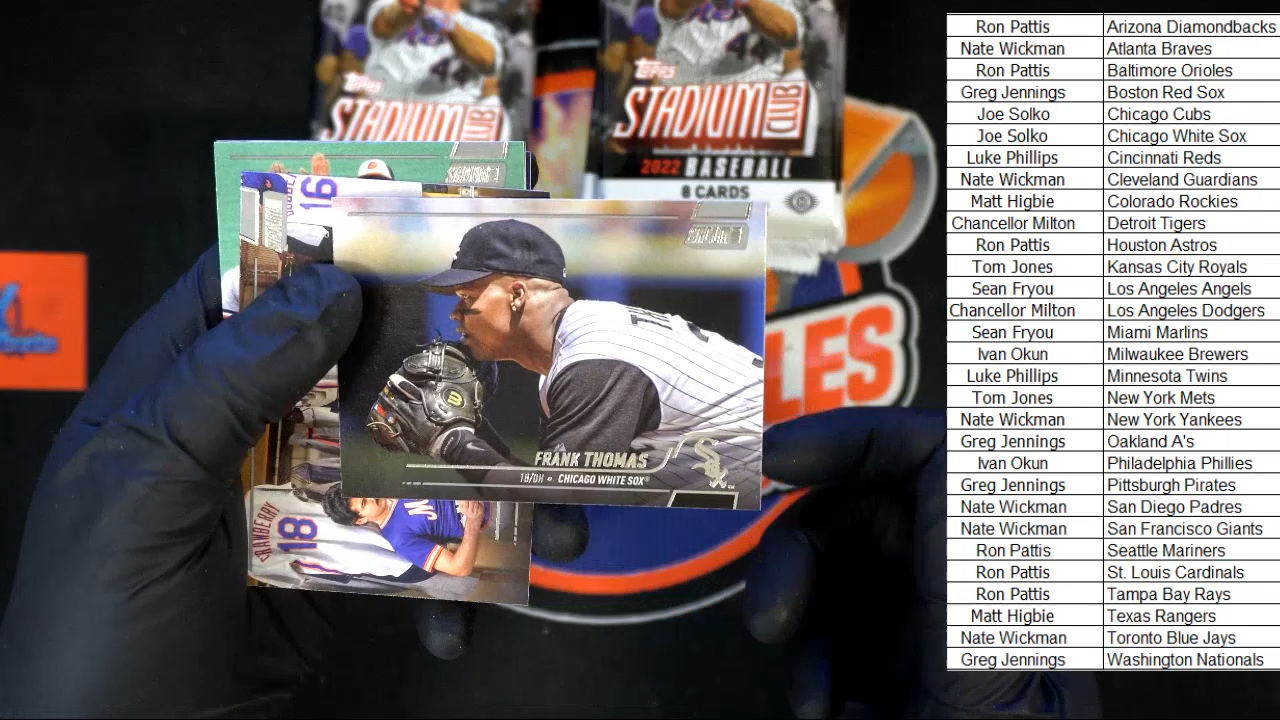 Topps
STADIUM CLUB
Topps
STADIUM CLUB
2022 BASEBALL
8 CARDS
16
FRANK THOMAS
1B/DH CHICAGO WHITE SOX
18
LES
Ron Pattis Arizona Diamondbacks
Nate Wickman Atlanta Braves
Ron Pattis Baltimore Orioles
Greg Jennings Boston Red Sox
Joe Solko Chicago Cubs
Joe Solko Chicago White Sox
Luke Phillips Cincinnati Reds
Nate Wickman Cleveland Guardians
Matt Higbie Colorado Rockies
Chancellor Milton Detroit Tigers
Ron Pattis Houston Astros
Tom Jones Kansas City Royals
Sean Fryou Los Angeles Angels
Chancellor Milton Los Angeles Dodgers
Sean Fryou Miami Marlins
Ivan Okun Milwaukee Brewers
Luke Phillips Minnesota Twins
Tom Jones New York Mets
Nate Wickman New York Yankees
Greg Jennings Oakland A's
Ivan Okun Philadelphia Phillies
Greg Jennings Pittsburgh Pirates
Nate Wickman San Diego Padres
Nate Wickman San Francisco Giants
Ron Pattis Seattle Mariners
Ron Pattis St. Louis Cardinals
Ron Pattis Tampa Bay Rays
Matt Higbie Texas Rangers
Nate Wickman Toronto Blue Jays
Greg Jennings Washington Nationals